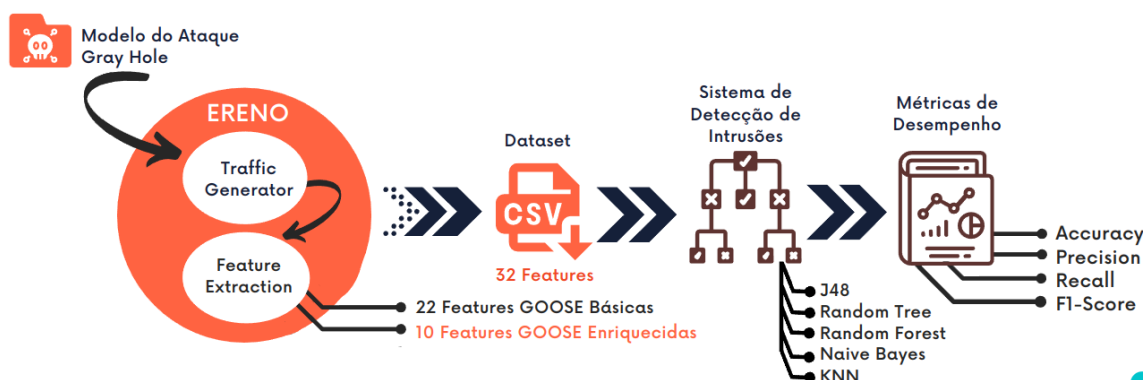 Modelo do Ataque
Gray Hole
ERENO
Traffic
Generator
Feature
Extraction
22 Features GOOSE Básicas
10 Features GOOSE Enriquecidas
Dataset
CSV
32 Features
Sistema de
Detecção de
Intrusões
J48
Random Tree
Random Forest
Naive Bayes
KNN
Métricas de
Desempenho
Accuracy
Precision
Recall
F1-Score